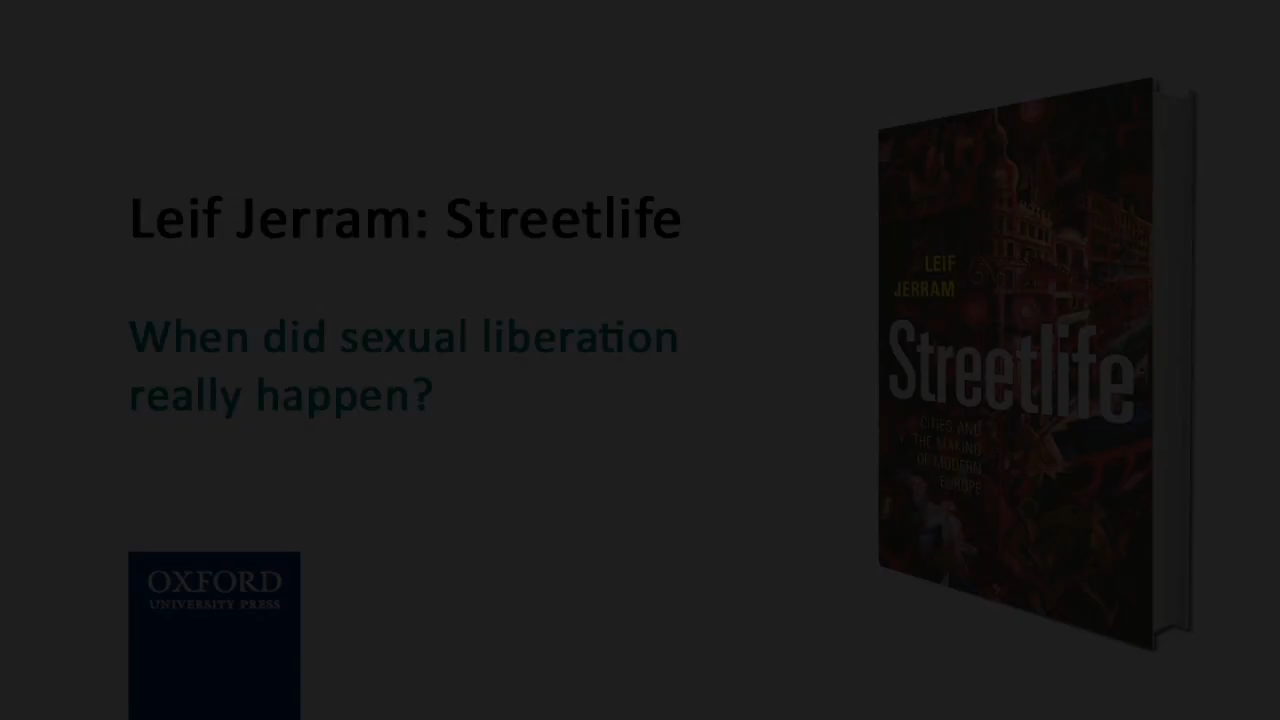 Leif Jerram: Streetlife
When did sexual liberation
really happen?
OXFORD
UNIVERSITY PRESS
LEIF
JERRAM
Streetlife
CITIES AND
THE MAKING
OF MODERN
EUROPE